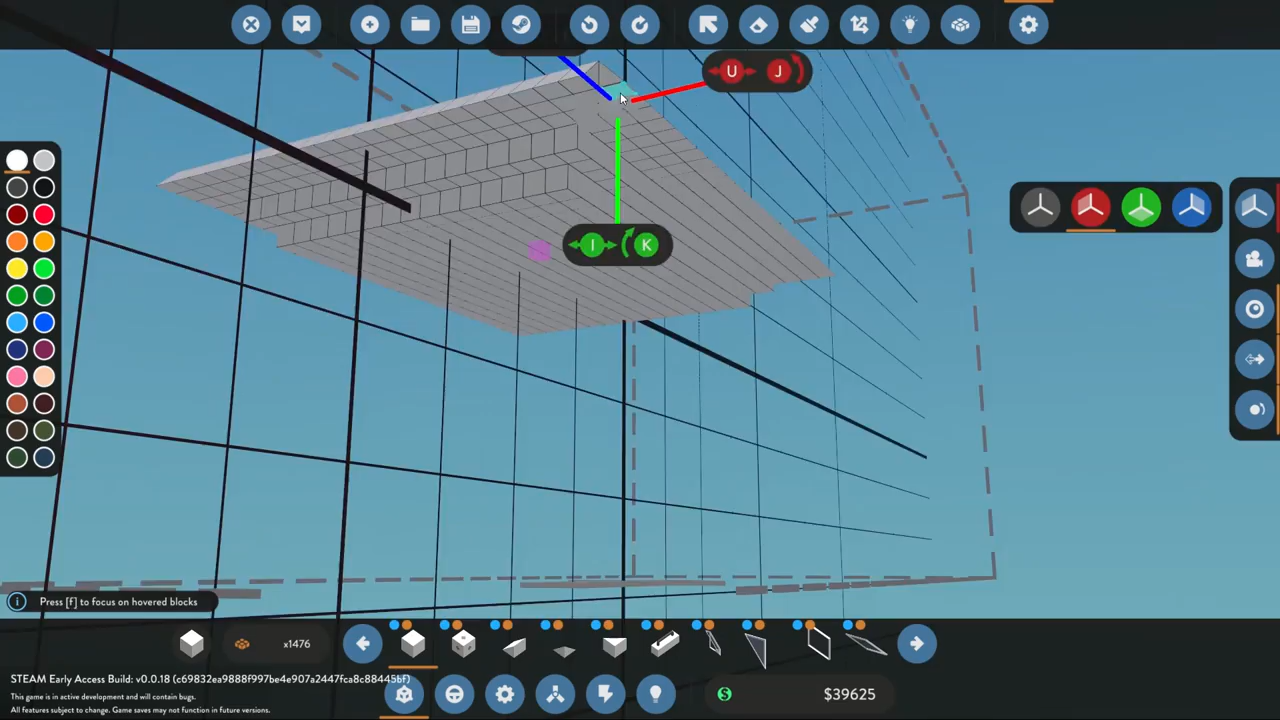 U J
I K
Press [f] to focus on hovered blocks
x1476
STEAM Early Access Build: v0.0.18 (c69832ea9888f997be4e907a2447fca8c88445bf)
This game is in active development and will contain bugs.
All features subject to change. Game saves may not function in future versions.
$ $39625